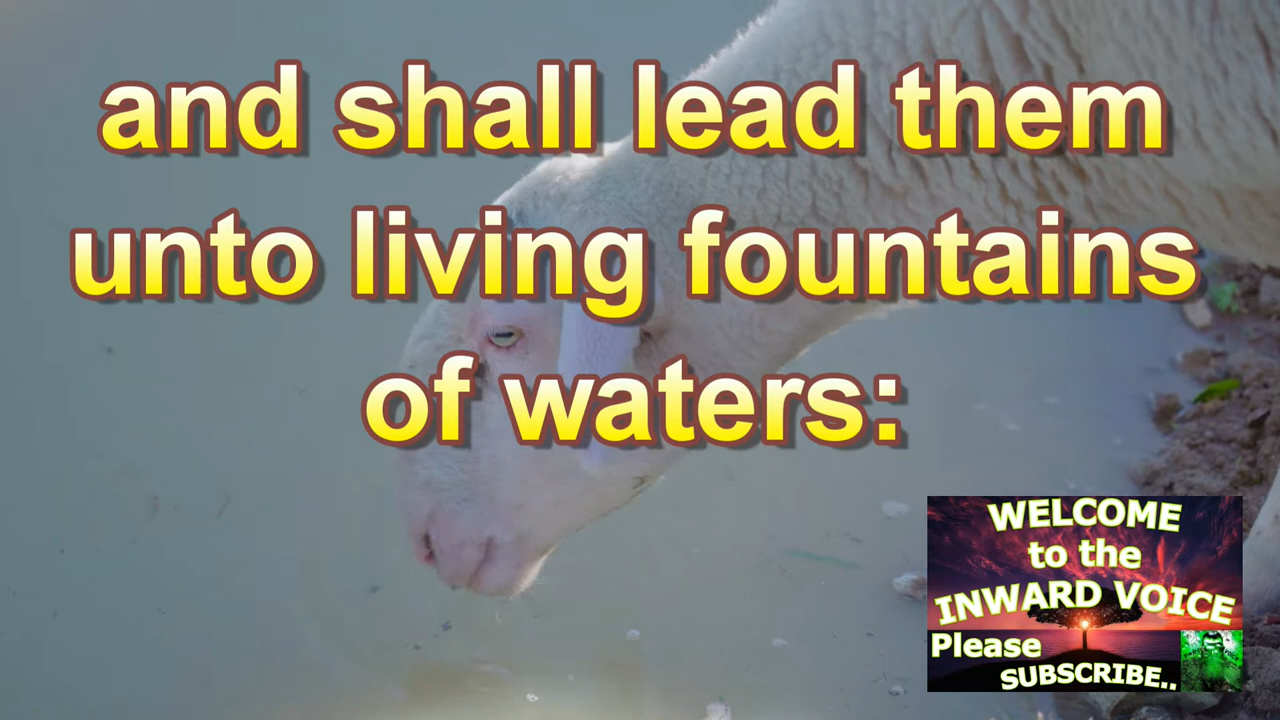 and shall lead them
unto living fountains
of waters:
WELCOME
to the
INWARD VOICE
Please
SUBSCRIBE..